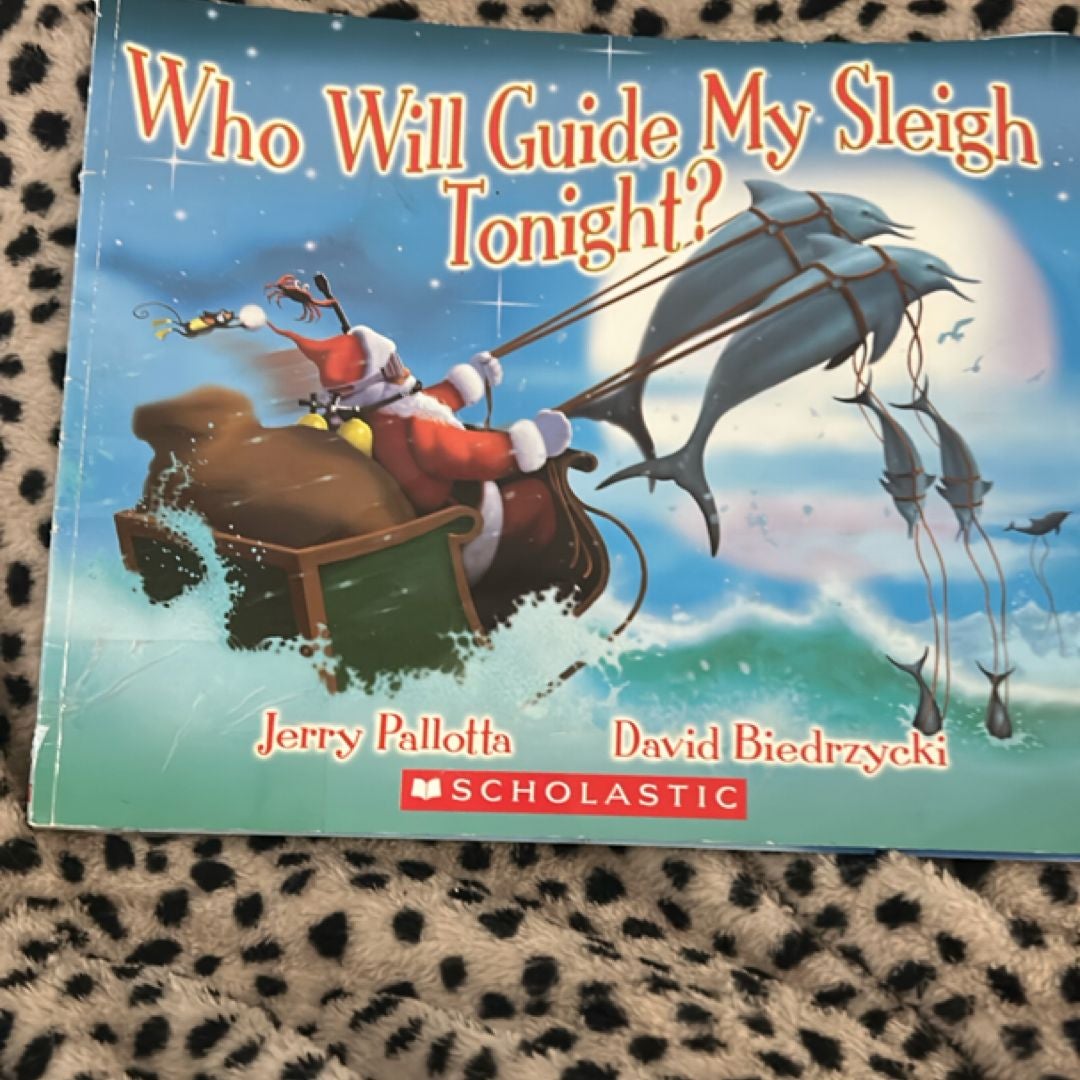 Who Will Guide My Sleigh
Tonight?
Jerry Pallotta David Biedrzycki
SCHOLASTIC